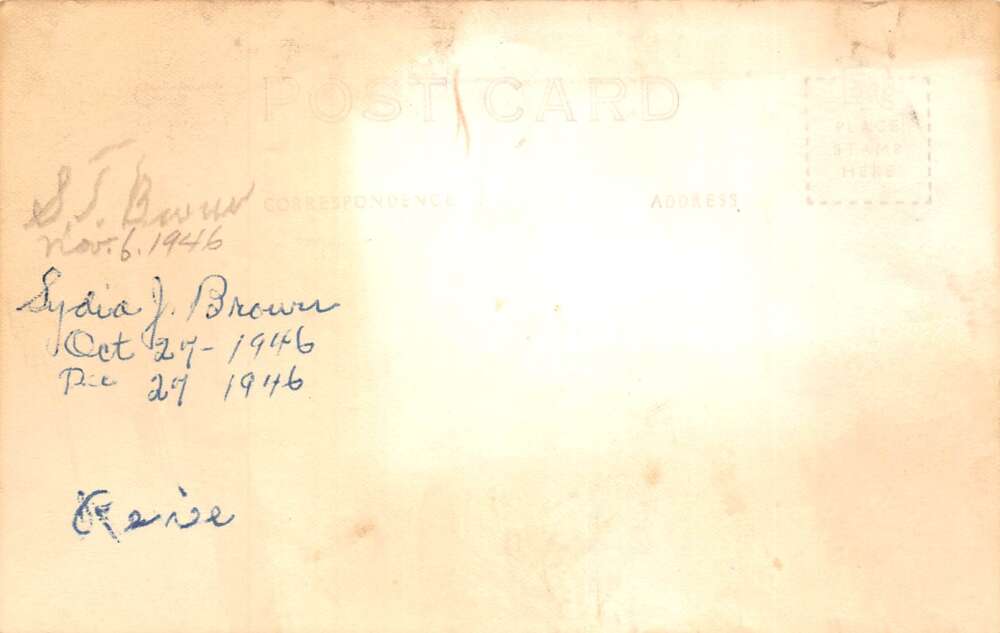 POST CARD
PLACE
STAMP
HERE
CORRESPONDENCE
ADDRESS
S.J. Brown
Nov. 6. 1946
Lydia J. Brown
Oct 27 - 1946
Dec 27 1946